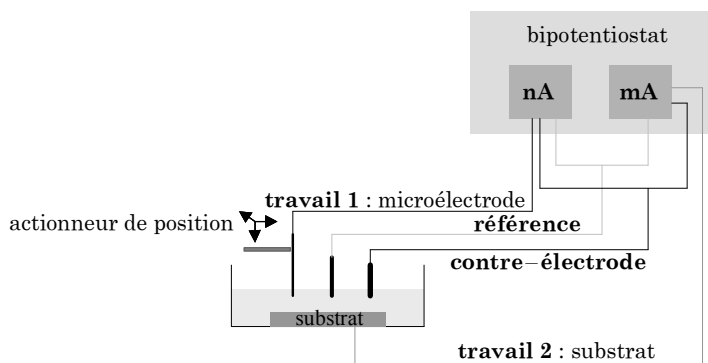 bipotentiostat
nA
mA
travail 1 : microélectrode
actionneur de position
référence
contre–électrode
substrat
travail 2 : substrat